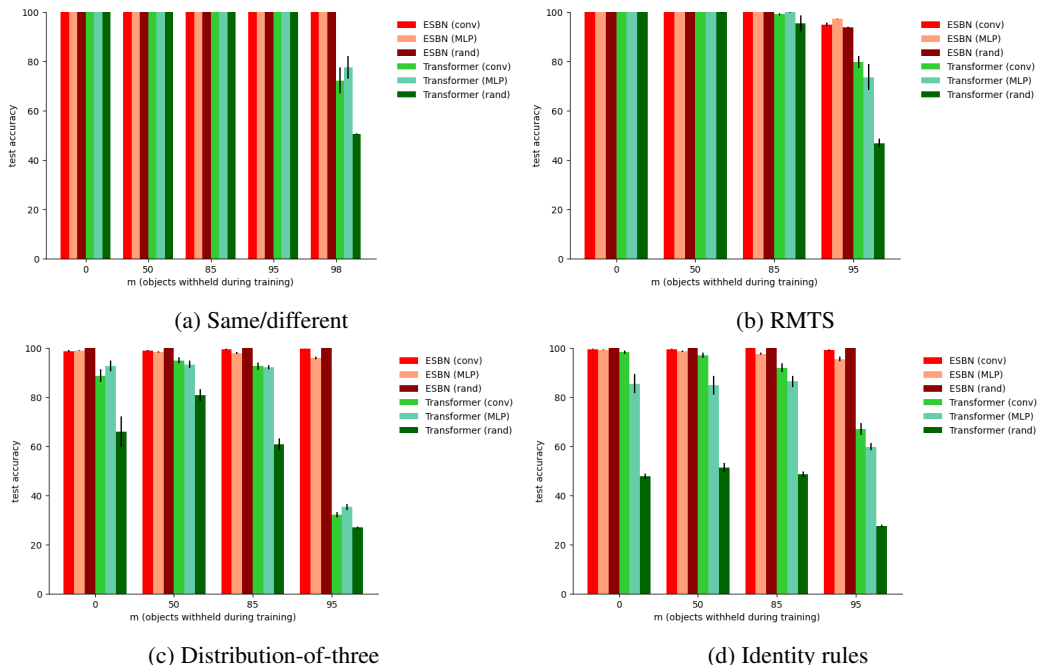 100
80
60
40
20
0
test accuracy
0 50 85 95 98
m (objects withheld during training)
ESBN (conv)
ESBN (MLP)
ESBN (rand)
Transformer (conv)
Transformer (MLP)
Transformer (rand)
(a) Same/different
100
80
60
40
20
0
test accuracy
0 50 85 95
m (objects withheld during training)
ESBN (conv)
ESBN (MLP)
ESBN (rand)
Transformer (conv)
Transformer (MLP)
Transformer (rand)
(b) RMTS
100
80
60
40
20
0
test accuracy
0 50 85 95
m (objects withheld during training)
ESBN (conv)
ESBN (MLP)
ESBN (rand)
Transformer (conv)
Transformer (MLP)
Transformer (rand)
(c) Distribution-of-three
100
80
60
40
20
0
test accuracy
0 50 85 95
m (objects withheld during training)
ESBN (conv)
ESBN (MLP)
ESBN (rand)
Transformer (conv)
Transformer (MLP)
Transformer (rand)
(d) Identity rules